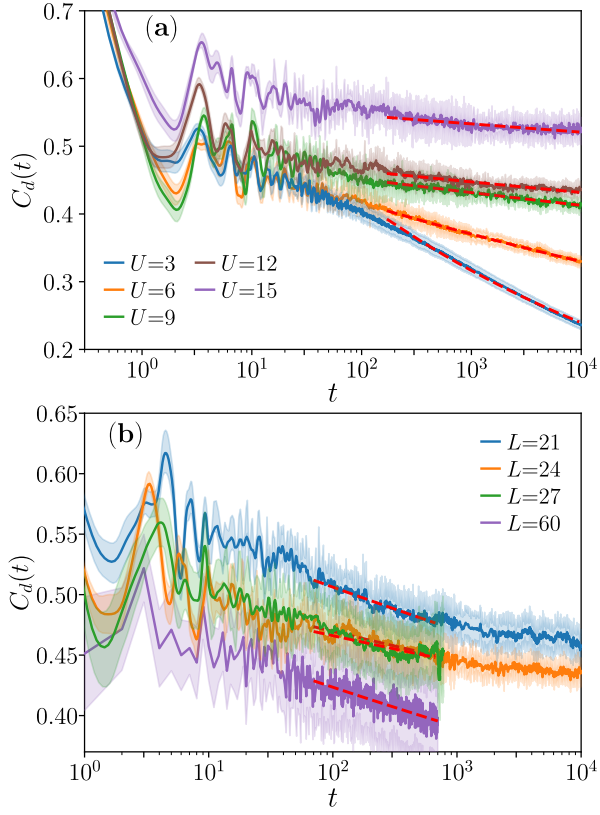 (a)
0.7
0.6
0.5
0.4
0.3
0.2
C_d(t)
U=3
U=6
U=9
U=12
U=15
10^0
10^1
10^2
10^3
10^4
t
(b)
0.65
0.60
0.55
0.50
0.45
0.40
C_d(t)
L=21
L=24
L=27
L=60
10^0
10^1
10^2
10^3
10^4
t